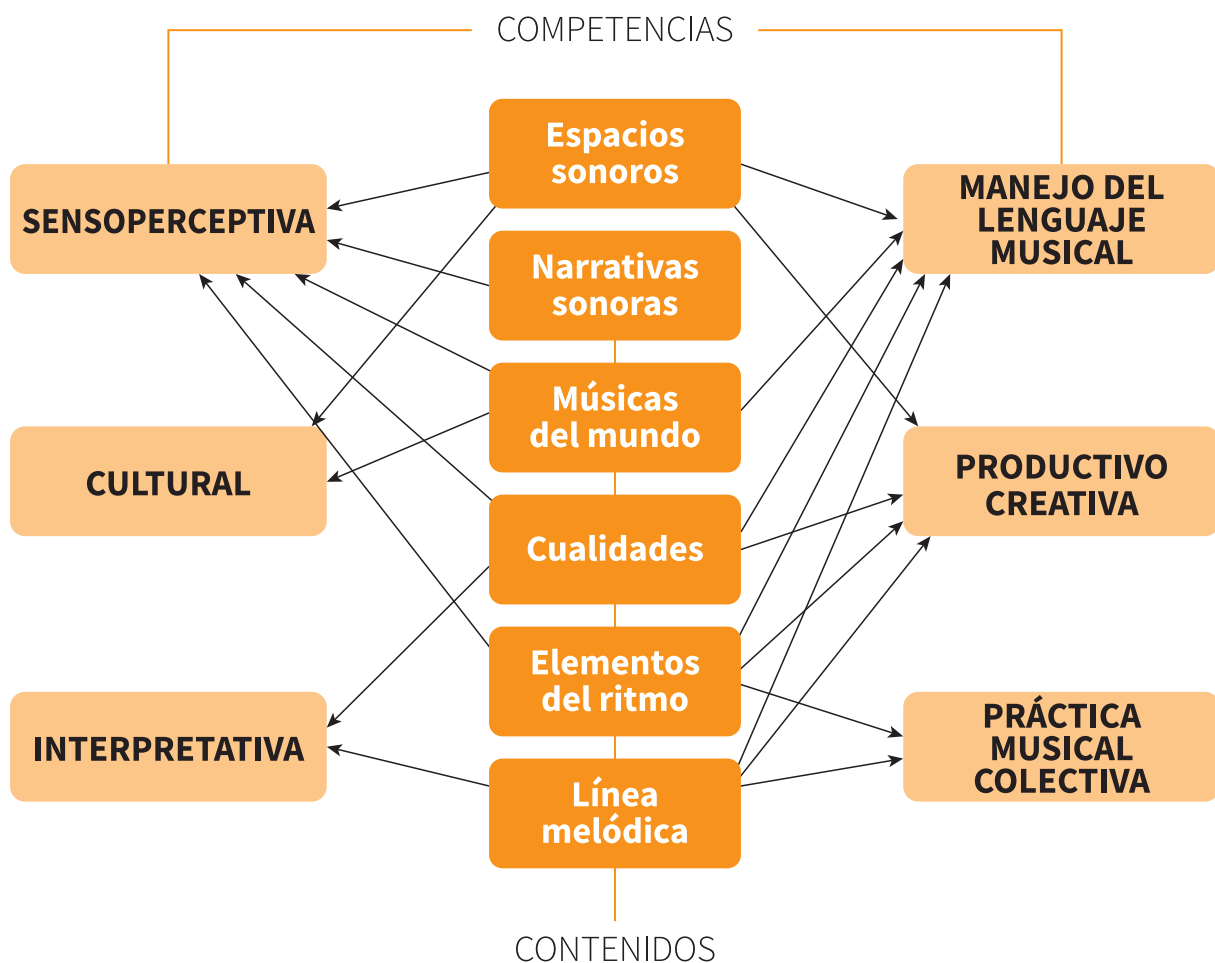 COMPETENCIAS
Espacios
sonoros
SENSOPERCEPTIVA
MANEJO DEL
LENGUAJE
MUSICAL
Narrativas
sonoras
Músicas
del mundo
CULTURAL
PRODUCTIVO
CREATIVA
Cualidades
Elementos
del ritmo
INTERPRETATIVA
PRÁCTICA
MUSICAL
COLECTIVA
Línea
melódica
CONTENIDOS